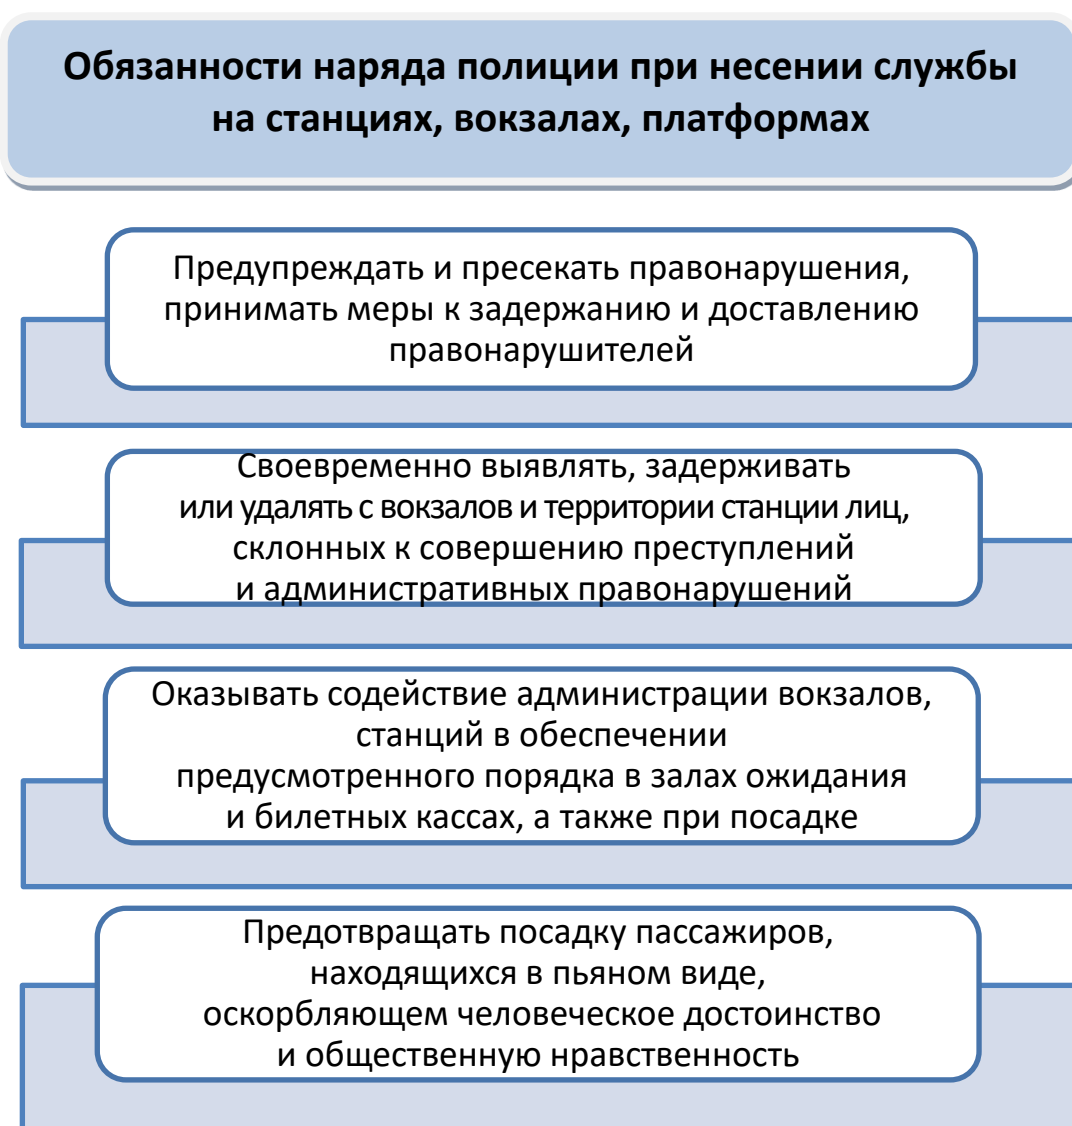 Обязанности наряда полиции при несении службы
на станциях, вокзалах, платформах
Предупреждать и пресекать правонарушения,
принимать меры к задержанию и доставлению
правонарушителей
Своевременно выявлять, задерживать
или удалять с вокзалов и территории станции лиц,
склонных к совершению преступлений
и административных правонарушений
Оказывать содействие администрации вокзалов,
станций в обеспечении
предусмотренного порядка в залах ожидания
и билетных кассах, а также при посадке
Предотвращать посадку пассажиров,
находящихся в пьяном виде,
оскорбляющем человеческое достоинство
и общественную нравственность